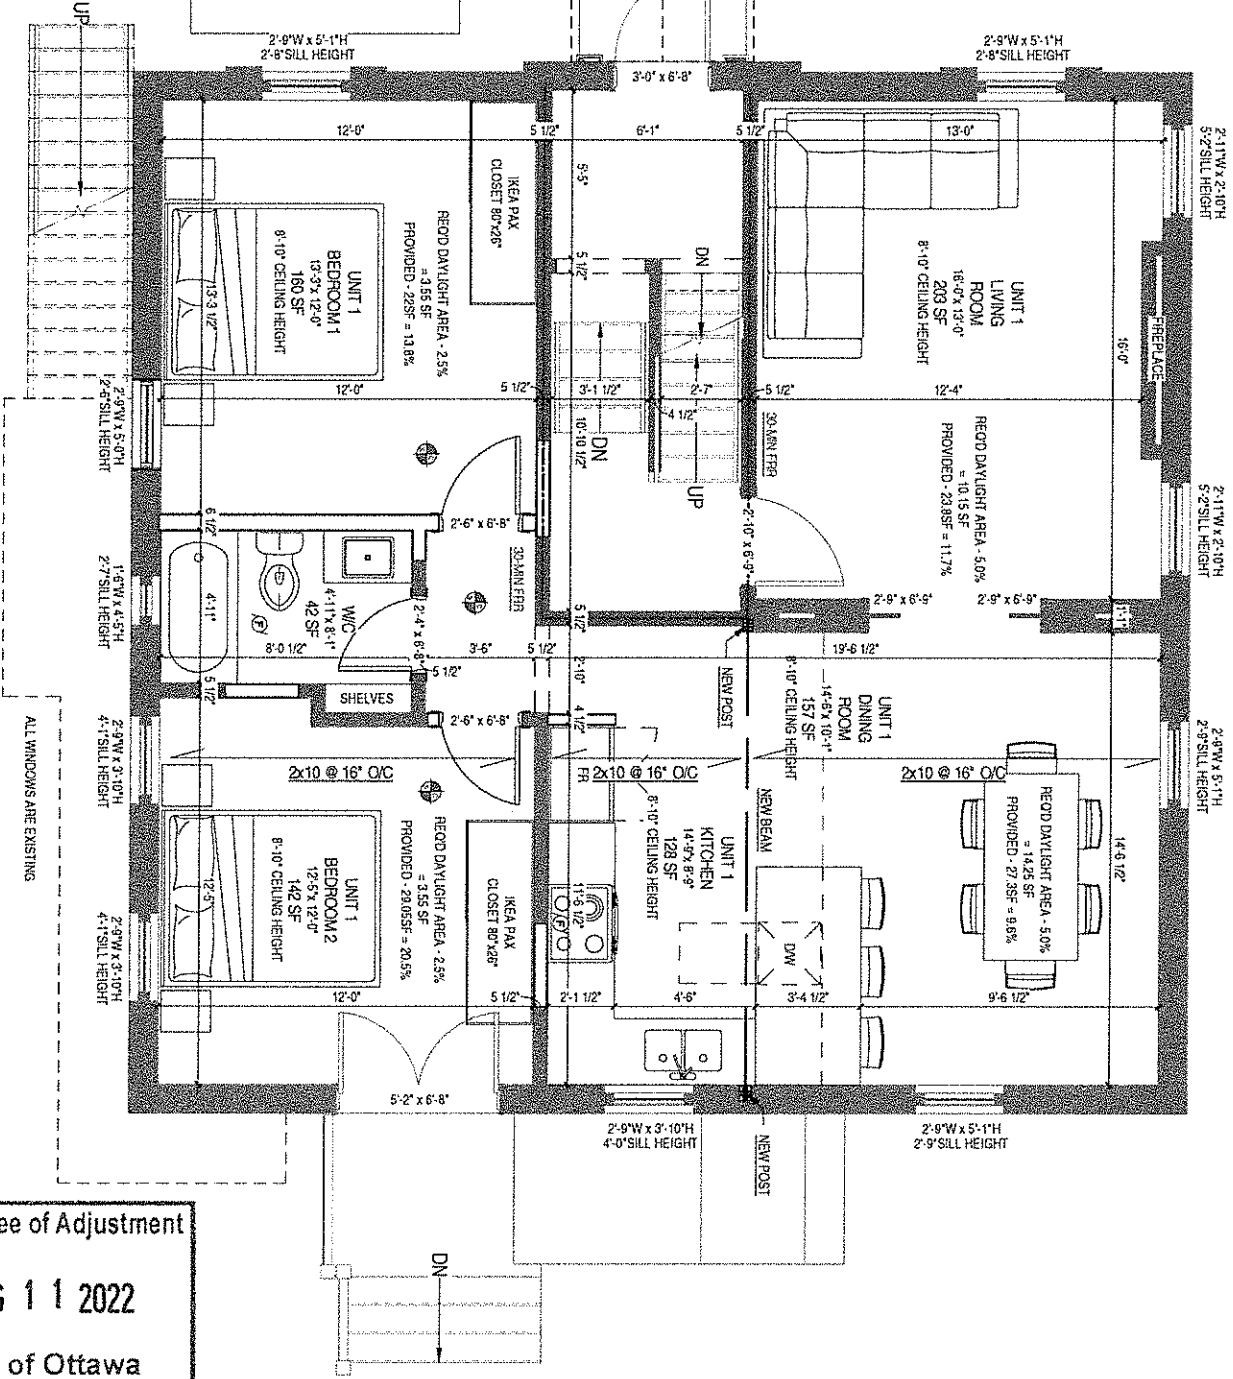 UP
2'-9"W x 5'-1"H
2'-8"SILL HEIGHT
3'-0" x 6'-8"
2'-9"W x 5'-1"H
2'-8"SILL HEIGHT
12'-0"
5 1/2"
6'-1"
5 1/2"
13'-0"
2'-11"W x 2'-10"H
5'-2"SILL HEIGHT
IKEA PAX
CLOSET 80"x26"
5 1/2"
DN
REQ'D DAYLIGHT AREA - 2.5%
= 3.55 SF
PROVIDED - 22SF = 13.8%
UNIT 1
BEDROOM 1
13'-3"x 12'-0"
160 SF
8'-10" CEILING HEIGHT
13'-3 1/2"
UNIT 1
LIVING
ROOM
16'-0"x 13'-0"
203 SF
8'-10" CEILING HEIGHT
FIREPLACE
16'-0"
12'-0"
5 1/2"
3'-1 1/2"
4 1/2"
2'-7"
5 1/2"
12'-4"
10'-10 1/2"
DN
UP
30-MIN FRR
REQ'D DAYLIGHT AREA - 5.0%
= 10.15 SF
PROVIDED - 23.8SF = 11.7%
2'-11"W x 2'-10"H
5'-2"SILL HEIGHT
2'-9"W x 5'-0"H
2'-6"SILL HEIGHT
6 1/2"
2'-6" x 6'-8"
30-MIN FRR
2'-10" x 6'-9"
2'-9" x 6'-9"
2'-9" x 6'-9"
1'-1"
1'-6"W x 4'-5"H
2'-7"SILL HEIGHT
4'-11"
W/C
4'-11"x 8'-1"
42 SF
F
2'-4" x 6'-8"
5 1/2"
8'-0 1/2"
5 1/2"
3'-6"
5 1/2"
2'-10"
19'-6 1/2"
5 1/2"
SHELVES
2'-6" x 6'-8"
4 1/2"
NEW POST
8'-10" CEILING HEIGHT
UNIT 1
DINING
ROOM
14'-6"x 10'-1"
157 SF
2'-9"W x 5'-1"H
2'-9"SILL HEIGHT
2'-9"W x 3'-10"H
4'-1"SILL HEIGHT
2x10 @ 16" O/C
FR
2x10 @ 16" O/C
2x10 @ 16" O/C
8'-10" CEILING HEIGHT
NEW BEAM
REQ'D DAYLIGHT AREA - 5.0%
= 14.25 SF
PROVIDED - 27.3SF = 9.6%
14'-6 1/2"
UNIT 1
KITCHEN
14'-9"x 8'-9"
128 SF
REQ'D DAYLIGHT AREA - 2.5%
= 3.55 SF
PROVIDED - 29.05SF = 20.5%
UNIT 1
BEDROOM 2
12'-5"x 12'-0"
142 SF
8'-10" CEILING HEIGHT
12'-5"
IKEA PAX
CLOSET 80"x26"
11'-6 1/2"
F
D/W
2'-9"W x 3'-10"H
4'-1"SILL HEIGHT
12'-0"
5 1/2"
2'-1 1/2"
4'-6"
3'-4 1/2"
9'-6 1/2"
5'-2" x 6'-8"
2'-9"W x 3'-10"H
4'-0"SILL HEIGHT
NEW POST
2'-9"W x 5'-1"H
2'-9"SILL HEIGHT
ALL WINDOWS ARE EXISTING
DN
of Adjustment
1 1 2022
of Ottawa